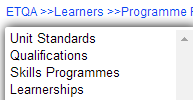 ETQA >>Learners >>Programme
Unit Standards
Qualifications
Skills Programmes
Learnerships